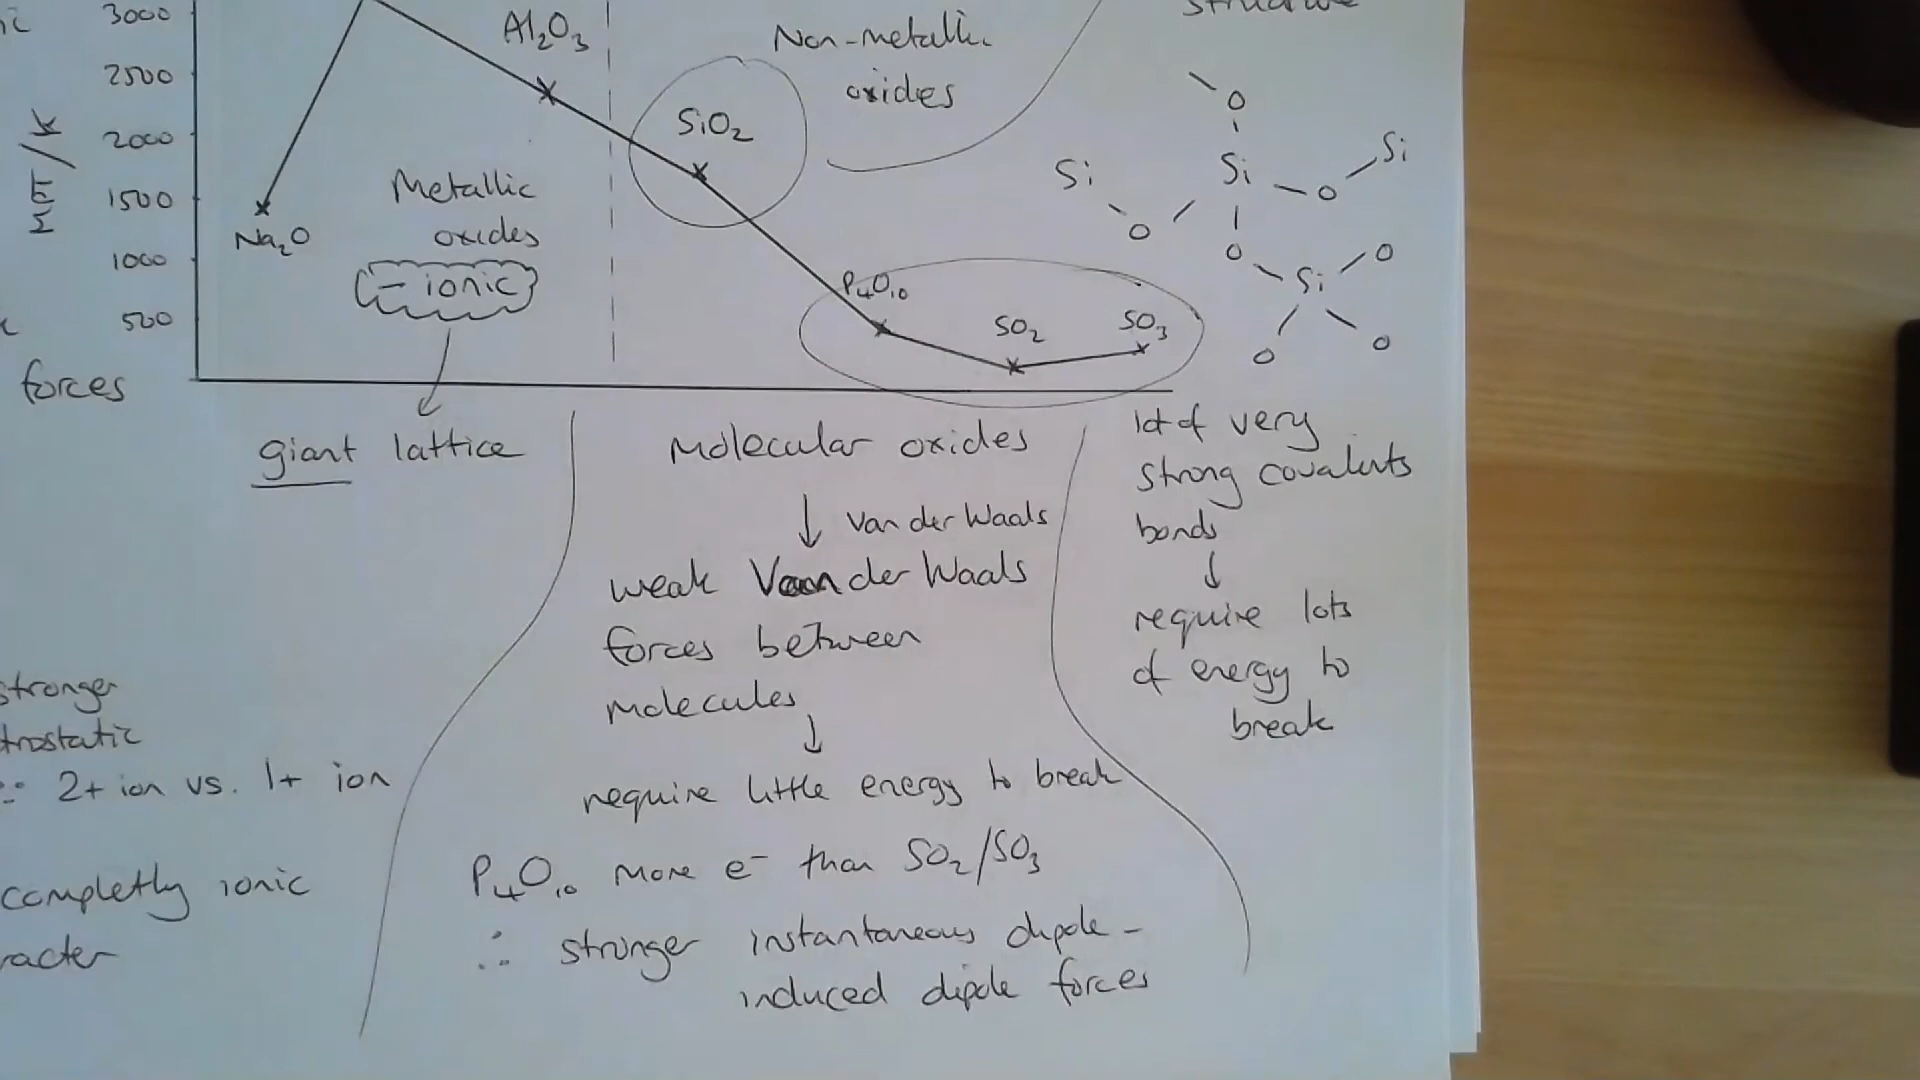 3000
2500
2000
1500
1000
500
MPT/K
Al₂O₃
SiO₂
Na₂O
P₄O₁₀
SO₂
SO₃
Metallic
oxides
- ionic
Non-metallic
oxides
structure
O
Si
Si
Si
O
O
O
Si
O
O
O
forces
giant lattice
stronger
∴ 2+ ion vs. 1+ ion
completly ionic
Molecular oxides
↓ Van der Waals
weak Van der Waals
forces between
molecules
↓
require little energy to break
P₄O₁₀ more e⁻ than SO₂/SO₃
∴ stronger instantaneous dipole -
induced dipole forces
lot of very
strong covalents
bonds
↓
require lots
of energy to
break